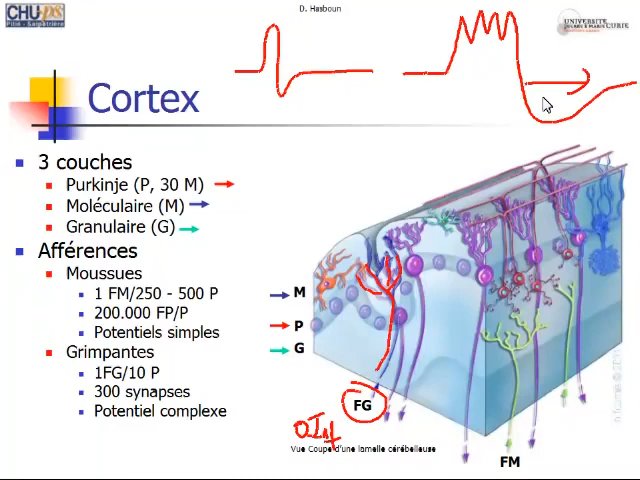 D. Hasboun
CHU ps
Pitié - Salpêtrière
UNIVERSITE
PIERRE & MARIE CURIE
Cortex
3 couches
Purkinje (P, 30 M)
Moléculaire (M)
Granulaire (G)
Afférences
Moussues
1 FM/250 - 500 P
200.000 FP/P
Potentiels simples
Grimpantes
1FG/10 P
300 synapses
Potentiel complexe
M
P
G
FG
Vue Coupe d'une lamelle cérébelleuse
FM